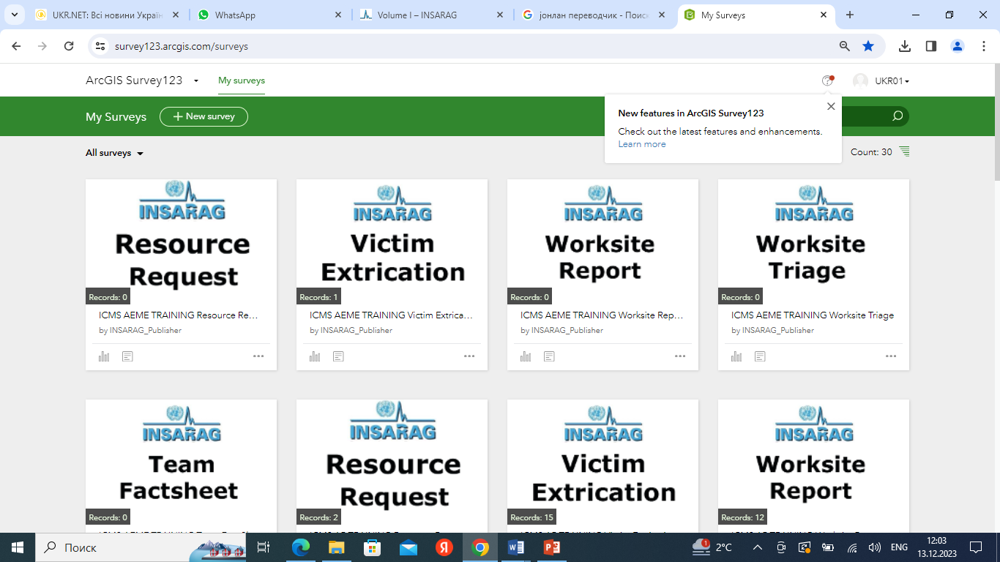 UKR.NET: Всі новини Україн
WhatsApp
Volume I – INSARAG
јонлан переводчик - Поиск
My Surveys
survey123.arcgis.com/surveys
ArcGIS Survey123
My surveys
UKR01
My Surveys
New survey
New features in ArcGIS Survey123
Check out the latest features and enhancements.
Learn more
All surveys
Count: 30
INSARAG
Resource
Request
Records: 0
ICMS AEME TRAINING Resource Re...
by INSARAG_Publisher
INSARAG
Victim
Extrication
Records: 1
ICMS AEME TRAINING Victim Extrica...
by INSARAG_Publisher
INSARAG
Worksite
Report
Records: 0
ICMS AEME TRAINING Worksite Rep...
by INSARAG_Publisher
INSARAG
Worksite
Triage
Records: 0
ICMS AEME TRAINING Worksite Triage
by INSARAG_Publisher
INSARAG
Team
Factsheet
Records: 0
INSARAG
Resource
Request
Records: 2
INSARAG
Victim
Extrication
Records: 15
INSARAG
Worksite
Report
Records: 12
Поиск
1
2°C
ENG
12:03
13.12.2023